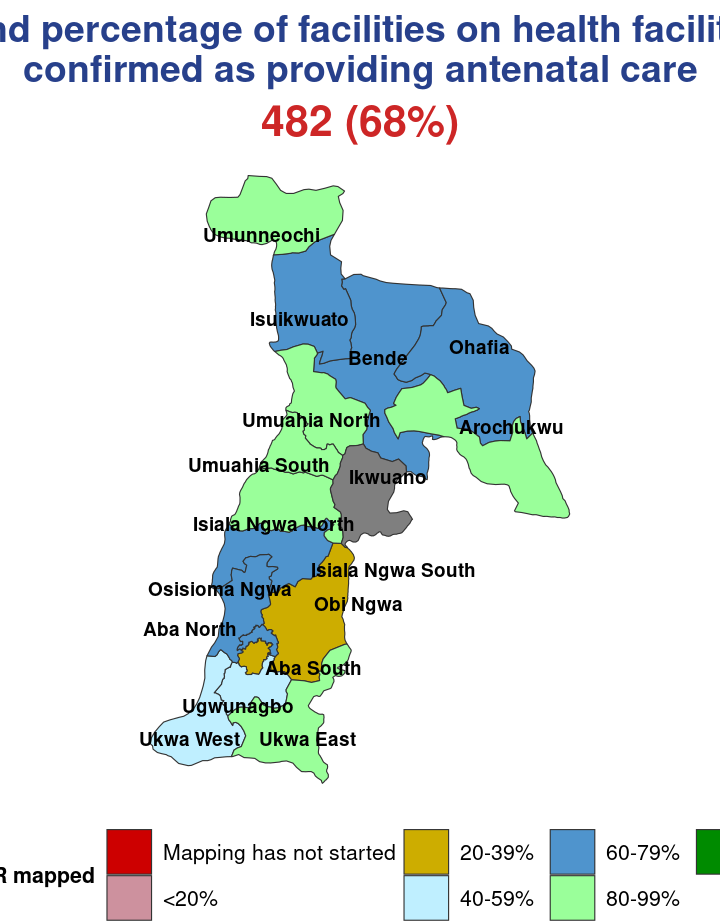 percentage of facilities on health
confirmed as providing antenatal care
482 (68%)
Umunneochi
Isuikwuato
Ohafia
Bende
Umuahia North
Arochukwu
Umuahia South
Ikwuano
Isiala Ngwa North
Isiala Ngwa South
Osisioma Ngwa
Obi Ngwa
Aba North
Aba South
Ugwunagbo
Ukwa West
Ukwa East
Mapping has not started
20-39%
60-79%
R mapped
<20%
40-59%
80-99%